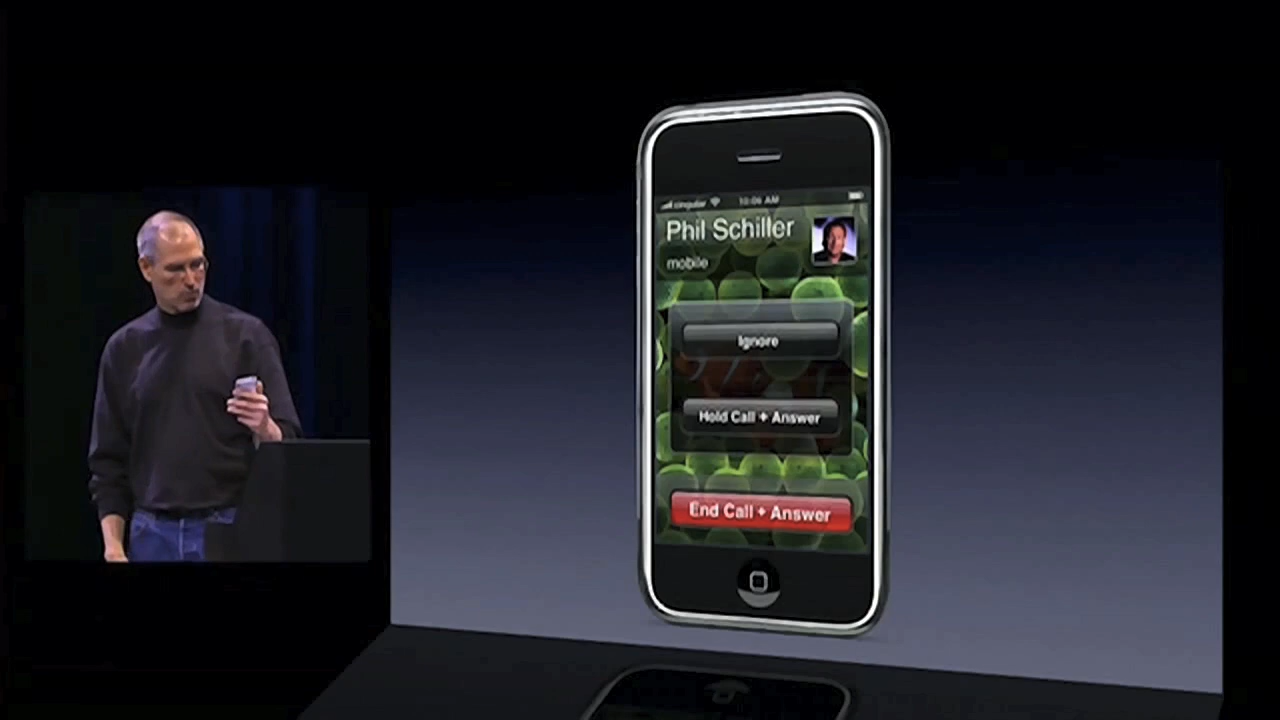 cingular 10:06 AM
Phil Schiller
mobile
Ignore
Hold Call + Answer
End Call + Answer